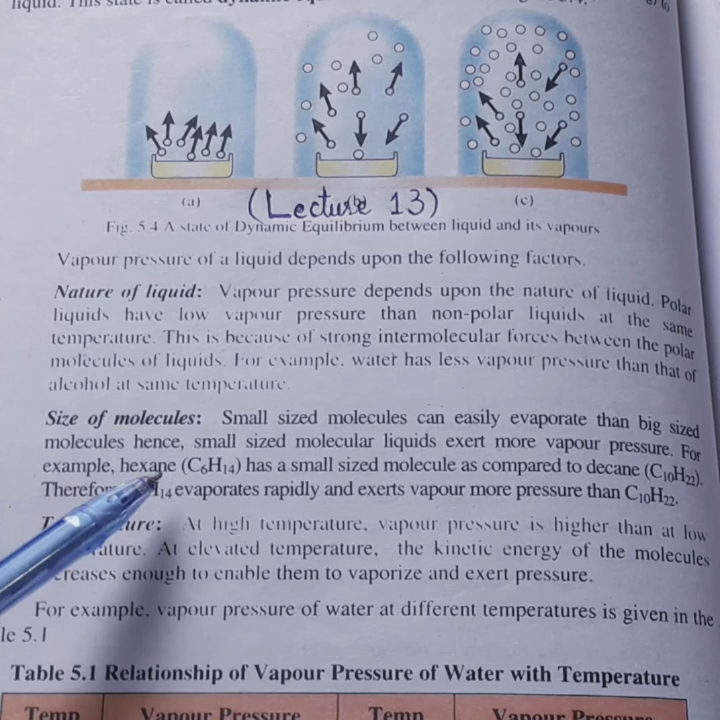 liquid. This state is called
(a)
(Lecture 13)
(c)
Fig. 5.4 A state of Dynamic Equilibrium between liquid and its vapours
Vapour pressure of a liquid depends upon the following factors.
Nature of liquid: Vapour pressure depends upon the nature of liquid. Polar
liquids have low vapour pressure than non-polar liquids at the same
temperature. This is because of strong intermolecular forces between the polar
molecules of liquids. For example, water has less vapour pressure than that of
alcohol at same temperature.
Size of molecules: Small sized molecules can easily evaporate than big sized
molecules hence, small sized molecular liquids exert more vapour pressure. For
example, hexane (C₆H₁₄) has a small sized molecule as compared to decane (C₁₀H₂₂).
evaporates rapidly and exerts vapour more pressure than C₁₀H₂₂.
At high temperature, vapour pressure is higher than at low
At elevated temperature, the kinetic energy of the molecules
enough to enable them to vaporize and exert pressure.
For example, vapour pressure of water at different temperatures is given in the
5.1
Table 5.1 Relationship of Vapour Pressure of Water with Temperature
Temp Vapour Pressure Temp Vapour Pressure